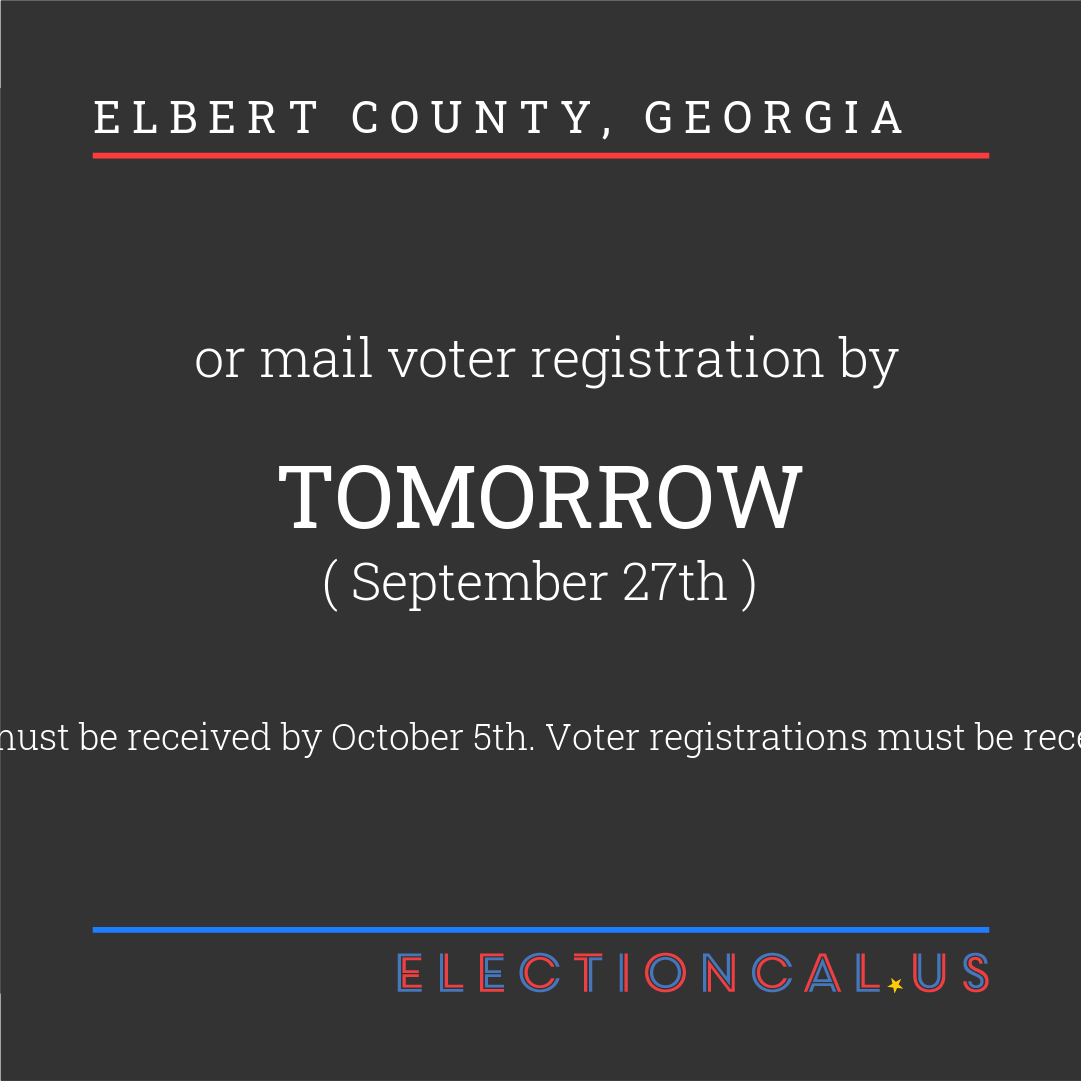 ELBERT COUNTY, GEORGIA
or mail voter registration by
TOMORROW
( September 27th )
must be received by October 5th. Voter registrations must be
ELECTIONCAL.US